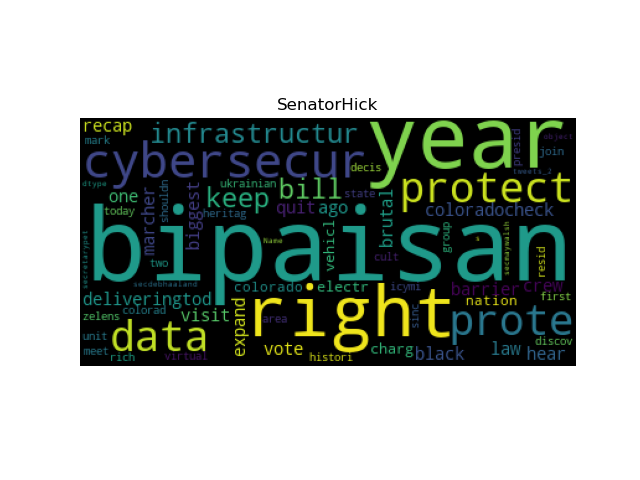 SenatorHick
recap
mark
infrastructur
year
presid
object
join
cybersecur
decis
tweets_2
dtype
one
today
marcher
shouldn
biggest
ukrainian
heritag
keep
quit
bill
ago
state
brutal
protect
coloradocheck
bipaisan
two
Name
vehicl
cult
group
s
secmaywalsh
resid
secretarypet
secdebhaaland
deliveringtod
colorado
electr
icymi
barrier
crew
nation
first
zelens
colorad
visit
expand
right
area
sinc
prote
unit
data
meet
rich
virtual
vote
histori
charg
black
law
hear
discov